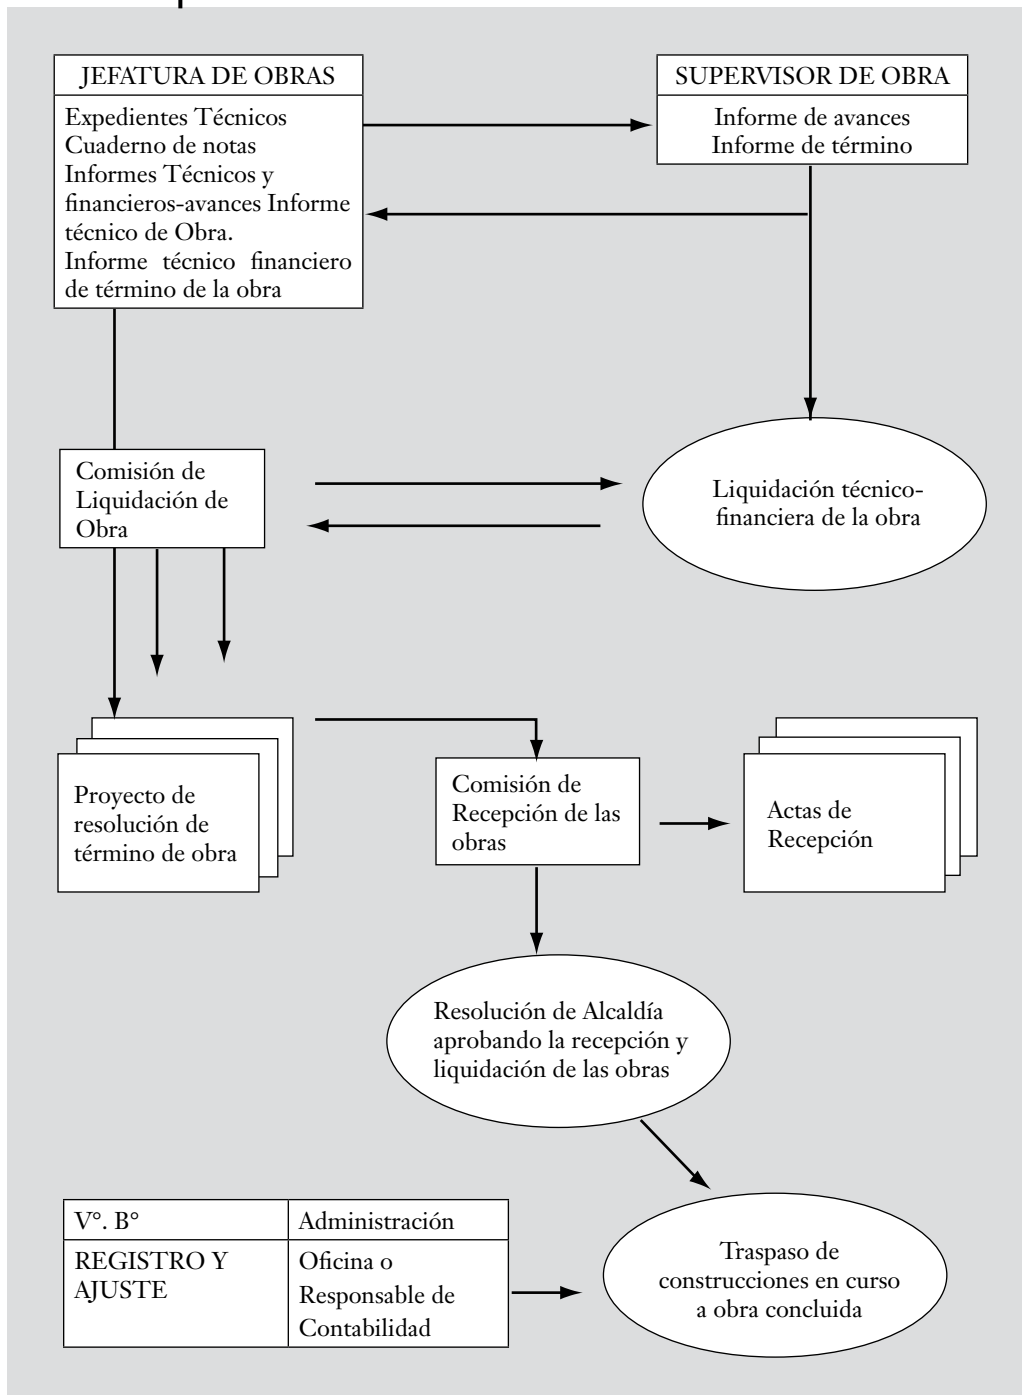 JEFATURA DE OBRAS
Expedientes Técnicos
Cuaderno de notas
Informes Técnicos y
financieros-avances Informe
técnico de Obra.
Informe técnico financiero
de término de la obra
SUPERVISOR DE OBRA
Informe de avances
Informe de término
Comisión de
Liquidación de
Obra
Liquidación técnico-
financiera de la obra
Proyecto de
resolución de
término de obra
Comisión de
Recepción de las
obras
Actas de
Recepción
Resolución de Alcaldía
aprobando la recepción y
liquidación de las obras
V°. B°
Administración
REGISTRO Y
AJUSTE
Oficina o
Responsable de
Contabilidad
Traspaso de
construcciones en curso
a obra concluida